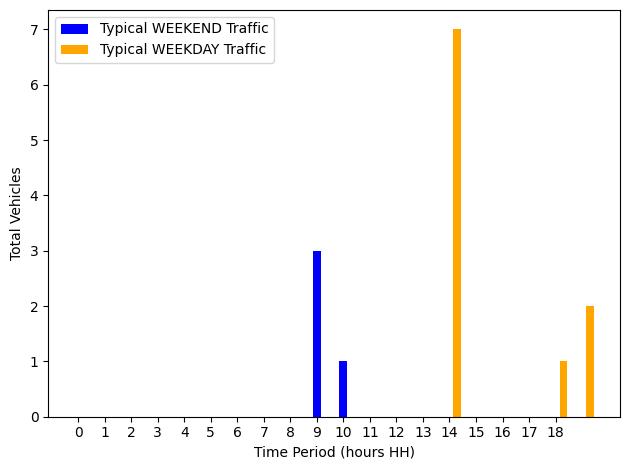 Typical WEEKEND Traffic
Typical WEEKDAY Traffic
7
6
5
4
3
2
1
0
Total Vehicles
0 1 2 3 4 5 6 7 8 9 10 11 12 13 14 15 16 17 18
Time Period (hours HH)